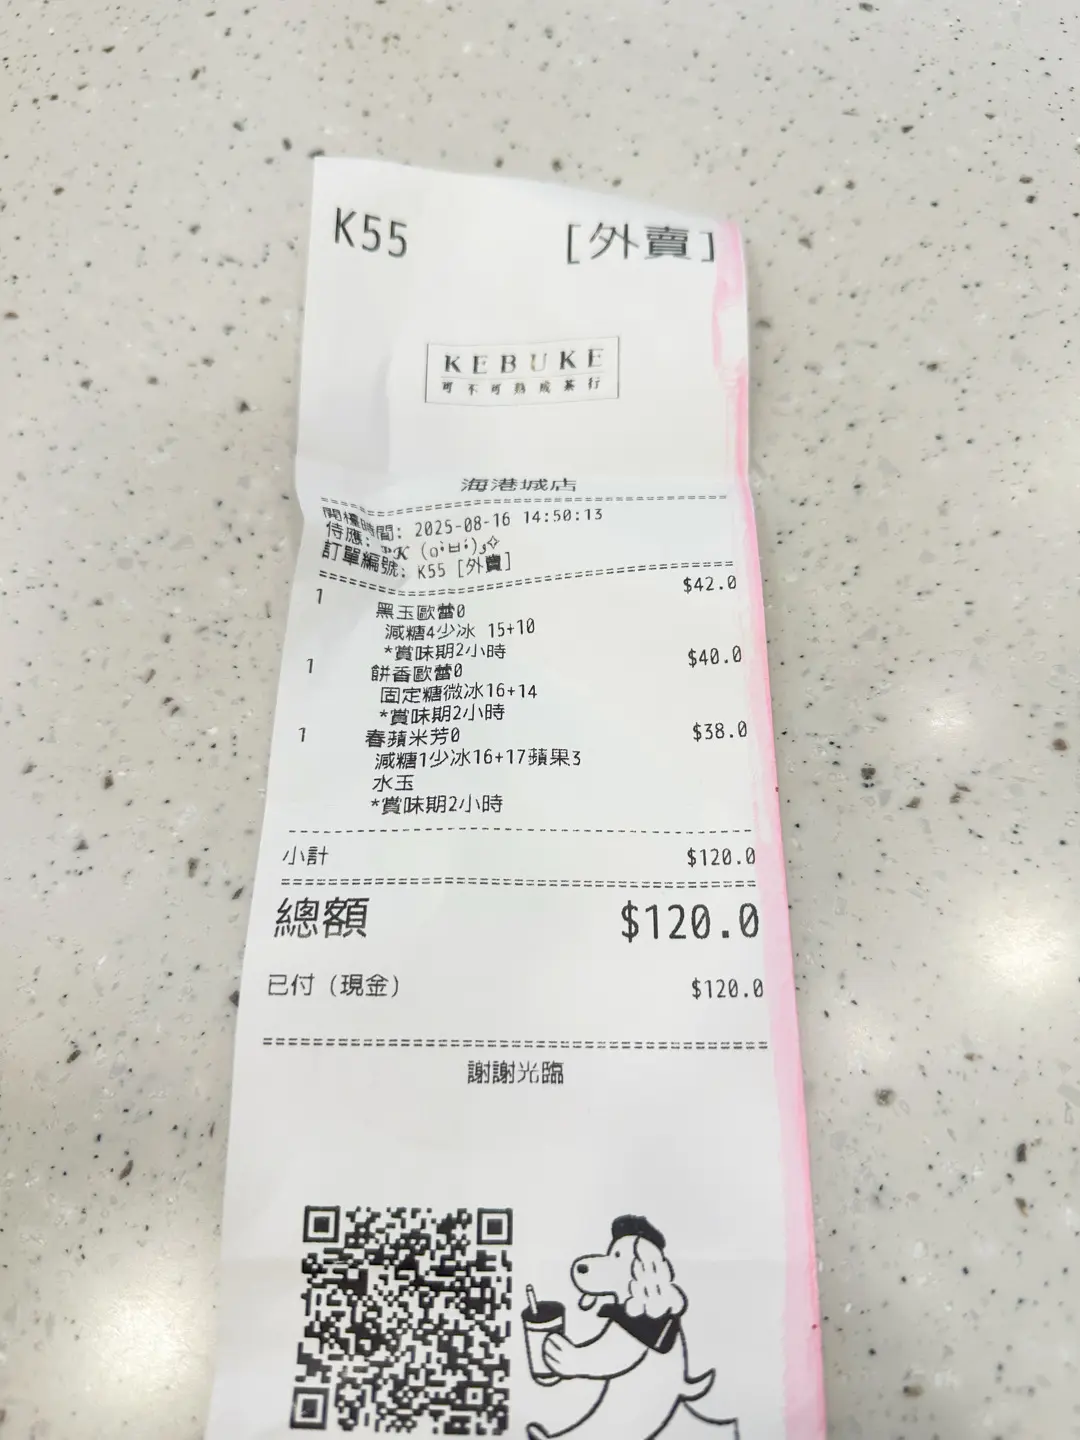 K55 [外賣]
KEBUKE
可不可熟成茶行
海港城店
開檯時間: 2025-08-16 14:50:13
侍應:
訂單編號: K55 [外賣]
1 $42.0
黑玉歐蕾0
減糖4少冰 15+10
*賞味期2小時
1 $40.0
餅香歐蕾0
固定糖微冰16+14
*賞味期2小時
1 春蘋米芳0 $38.0
減糖1少冰16+17蘋果3
水玉
*賞味期2小時
小計 $120.0
總額 $120.0
已付 (現金) $120.0
謝謝光臨